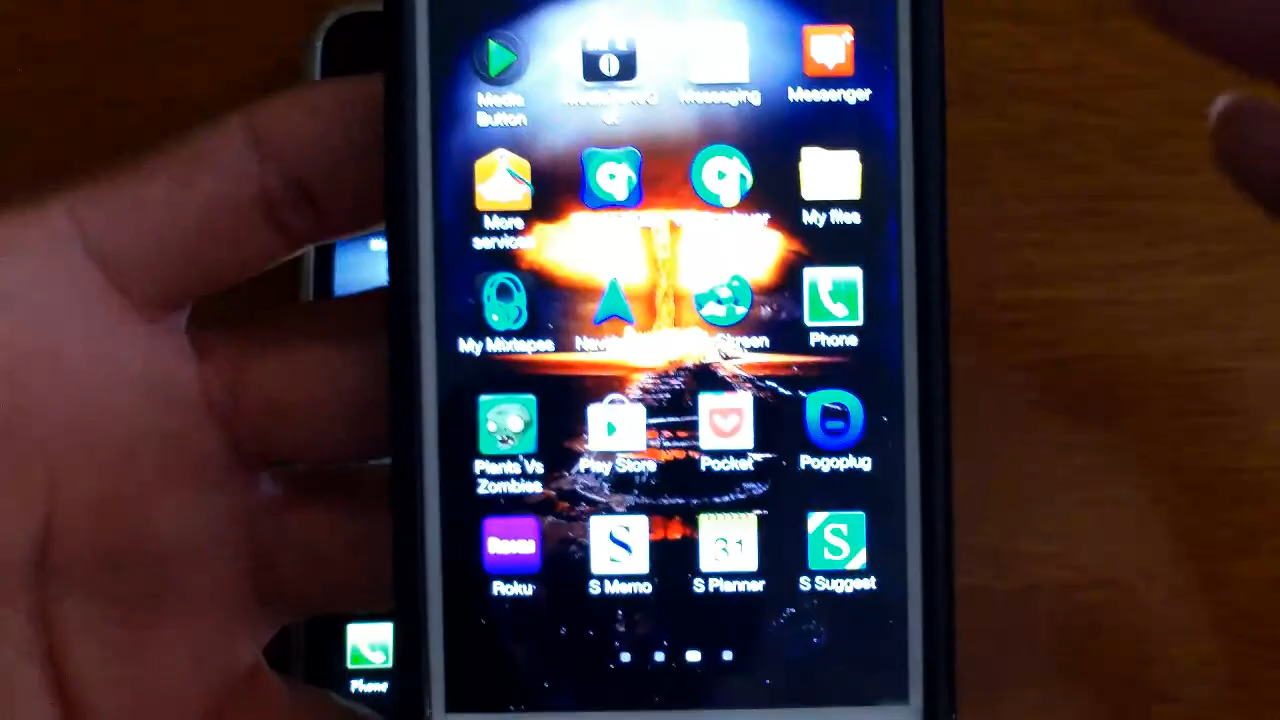 Media
Button
Messaging
Messenger
More
services
My files
My Mixtapes
Phone
Plants Vs
Zombies
Play Store
Pocket
Pogoplug
31
Roku
S Memo
S Planner
S Suggest
S
S
Phone